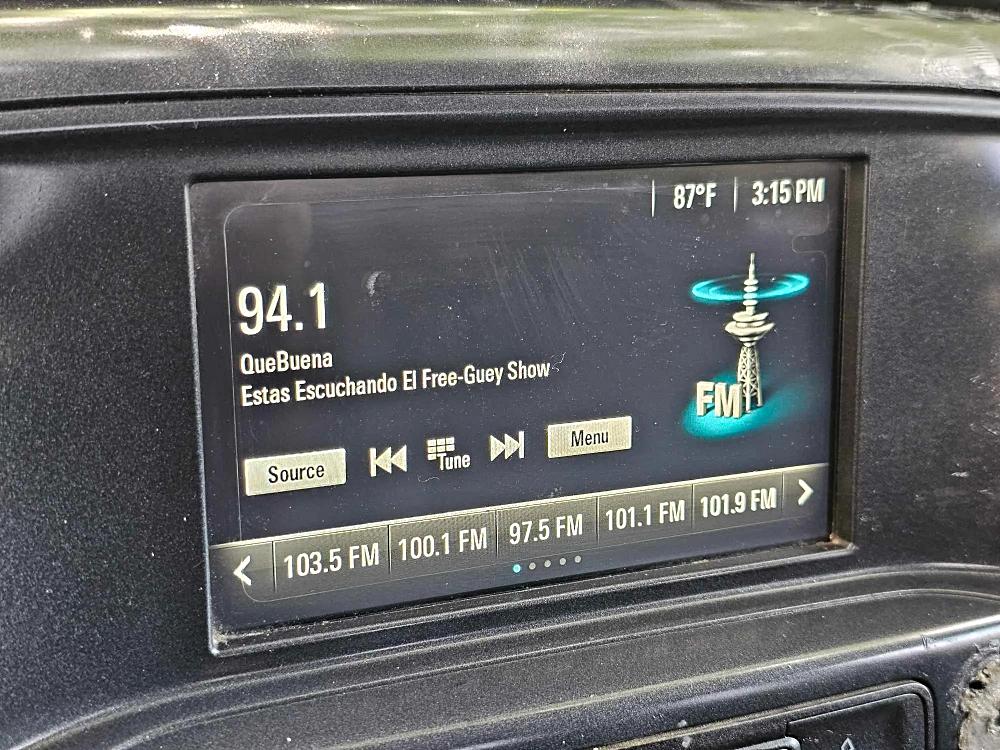 87°F 3:15 PM
94.1
QueBuena
Estas Escuchando El Free-Guey Show
FM
Source Tune Menu
103.5 FM 100.1 FM 97.5 FM 101.1 FM 101.9 FM